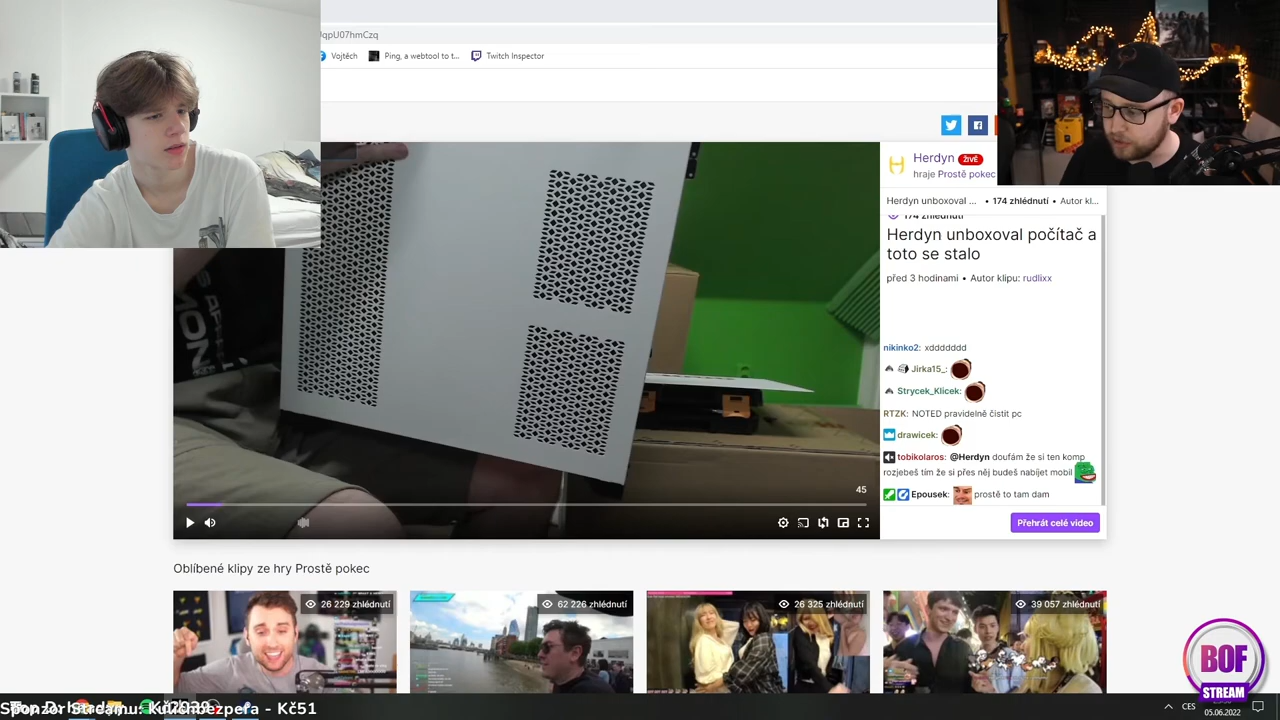 qpU07hmCzq
Vojtěch
Ping, a webtool to t...
Twitch Inspector
Herdyn ŽIVĚ
hraje Prostě pokec
Herdyn unboxoval ... • 174 zhlédnutí • Autor kl...
174 zhlédnutí
Herdyn unboxoval počítač a
toto se stalo
před 3 hodinami • Autor klipu: rudlixx
nikinko2: xddddddd
Jirka15_:
Strycek_Klicek:
RTZK: NOTED pravidelně čistit pc
drawicek:
tobikolaros: @Herdyn doufám že si ten komp
rozjebeš tím že si přes něj budeš nabíjet mobil
Epousek: prostě to tam dam
45
Přehrát celé video
Oblíbené klipy ze hry Prostě pokec
26 229 zhlédnutí
62 226 zhlédnutí
26 325 zhlédnutí
39 057 zhlédnutí
BOF
STREAM
CES
05.06.2022